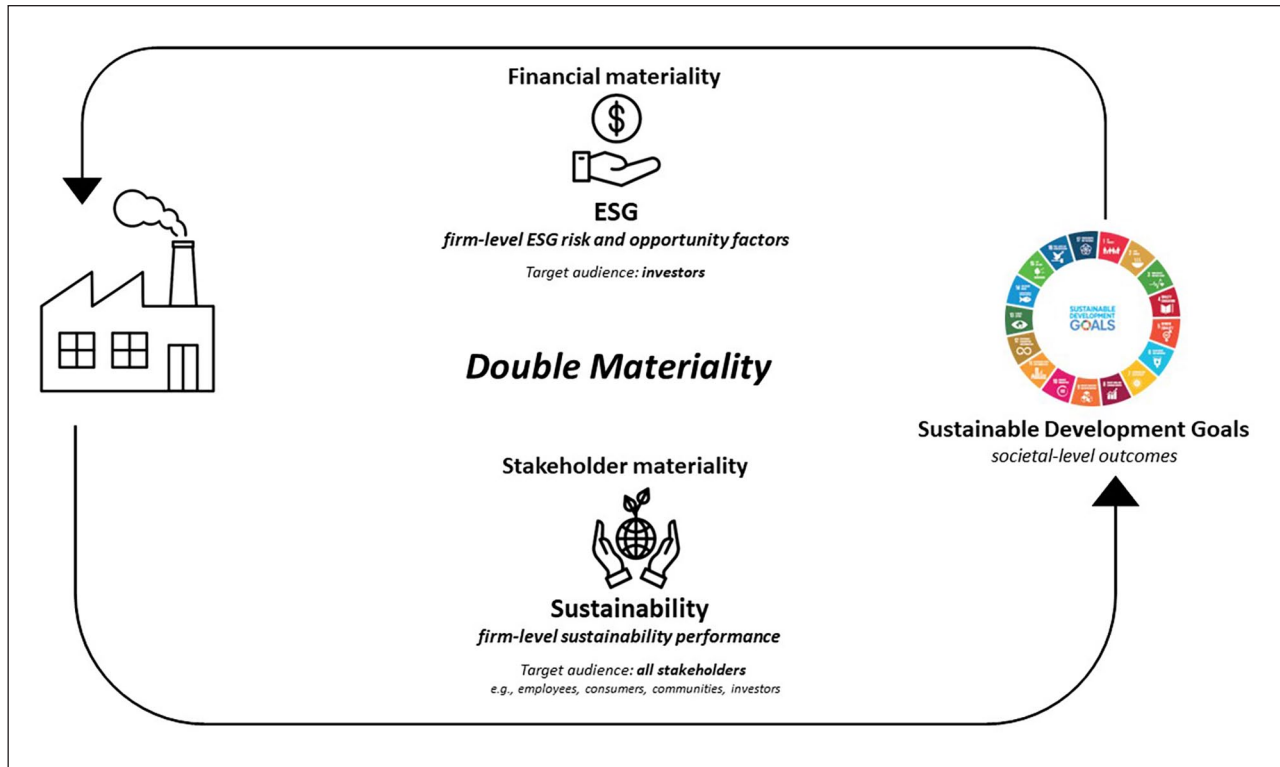 Financial materiality
$
ESG
firm-level ESG risk and opportunity factors
Target audience: investors
Double Materiality
SUSTAINABLE
DEVELOPMENT
GOALS
Sustainable Development Goals
societal-level outcomes
Stakeholder materiality
Sustainability
firm-level sustainability performance
Target audience: all stakeholders
e.g., employees, consumers, communities, investors